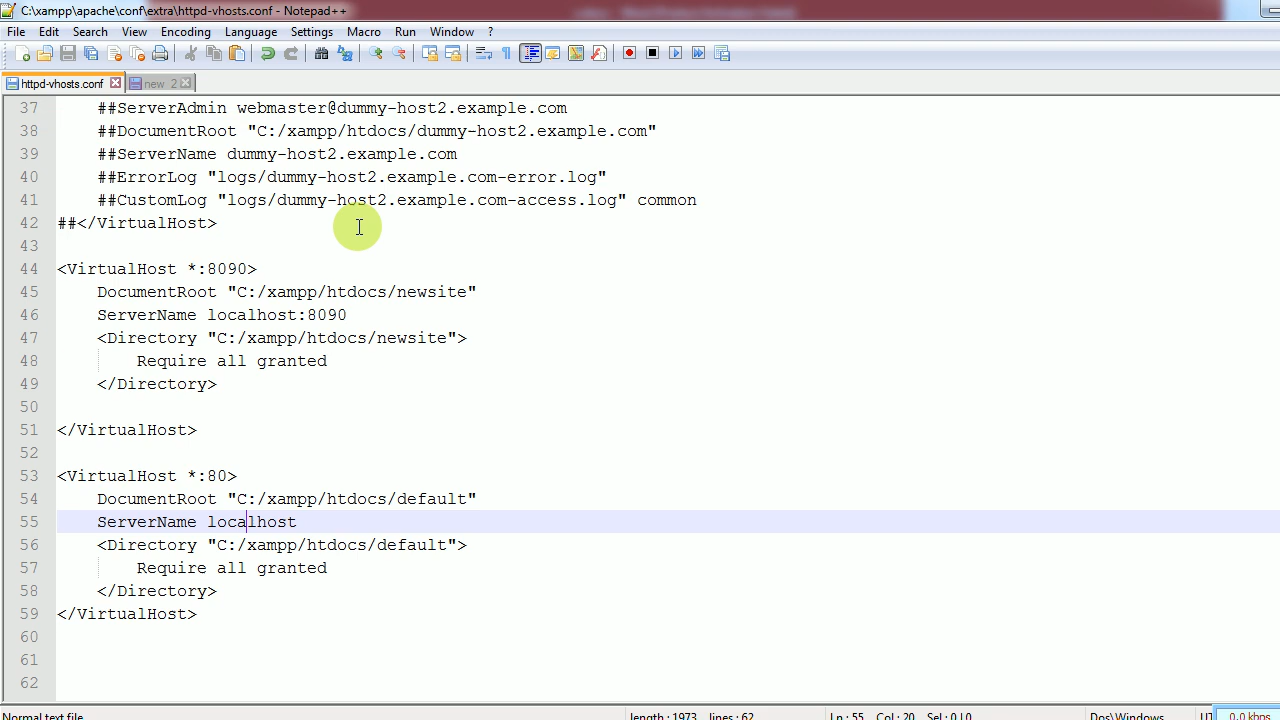 C:\xampp\apache\conf\extra\httpd-vhosts.conf - Notepad++
File Edit Search View Encoding Language Settings Macro Run Window ?
httpd-vhosts.conf new 2
37 ##ServerAdmin webmaster@dummy-host2.example.com
38 ##DocumentRoot "C:/xampp/htdocs/dummy-host2.example.com"
39 ##ServerName dummy-host2.example.com
40 ##ErrorLog "logs/dummy-host2.example.com-error.log"
41 ##CustomLog "logs/dummy-host2.example.com-access.log" common
42 ##</VirtualHost>
43
44 <VirtualHost *:8090>
45 DocumentRoot "C:/xampp/htdocs/newsite"
46 ServerName localhost:8090
47 <Directory "C:/xampp/htdocs/newsite">
48 Require all granted
49 </Directory>
50
51 </VirtualHost>
52
53 <VirtualHost *:80>
54 DocumentRoot "C:/xampp/htdocs/default"
55 ServerName localhost
56 <Directory "C:/xampp/htdocs/default">
57 Require all granted
58 </Directory>
59 </VirtualHost>
60
61
62
Normal text file length : 1973 lines : 62 Ln : 55 Col : 20 Sel : 0 | 0 Dos\Windows 0.0 kbps